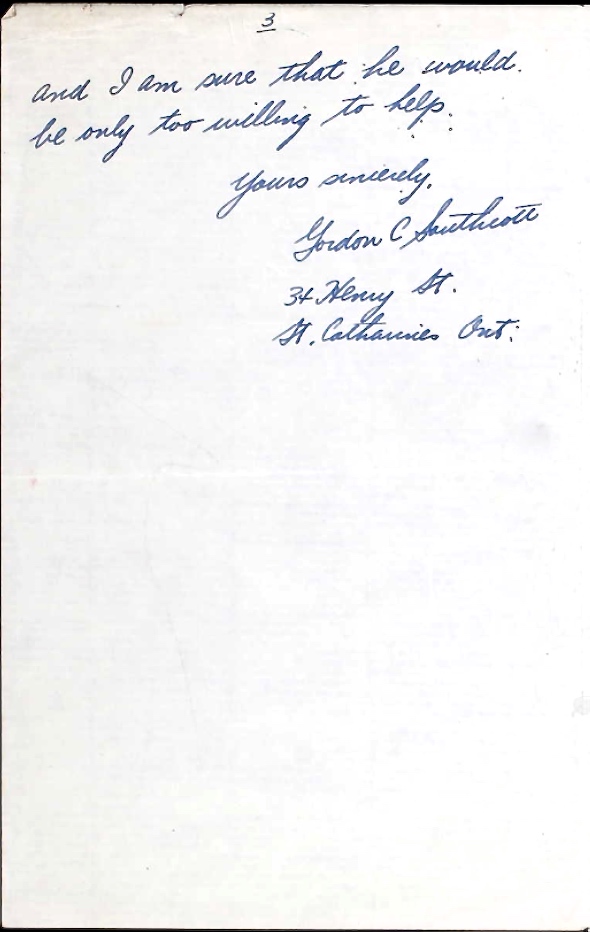 3
and I am sure that he would.
be only too willing to help.
Yours sincerely,
Gordon C Southcott
34 Henry St.
St. Catharines Ont.